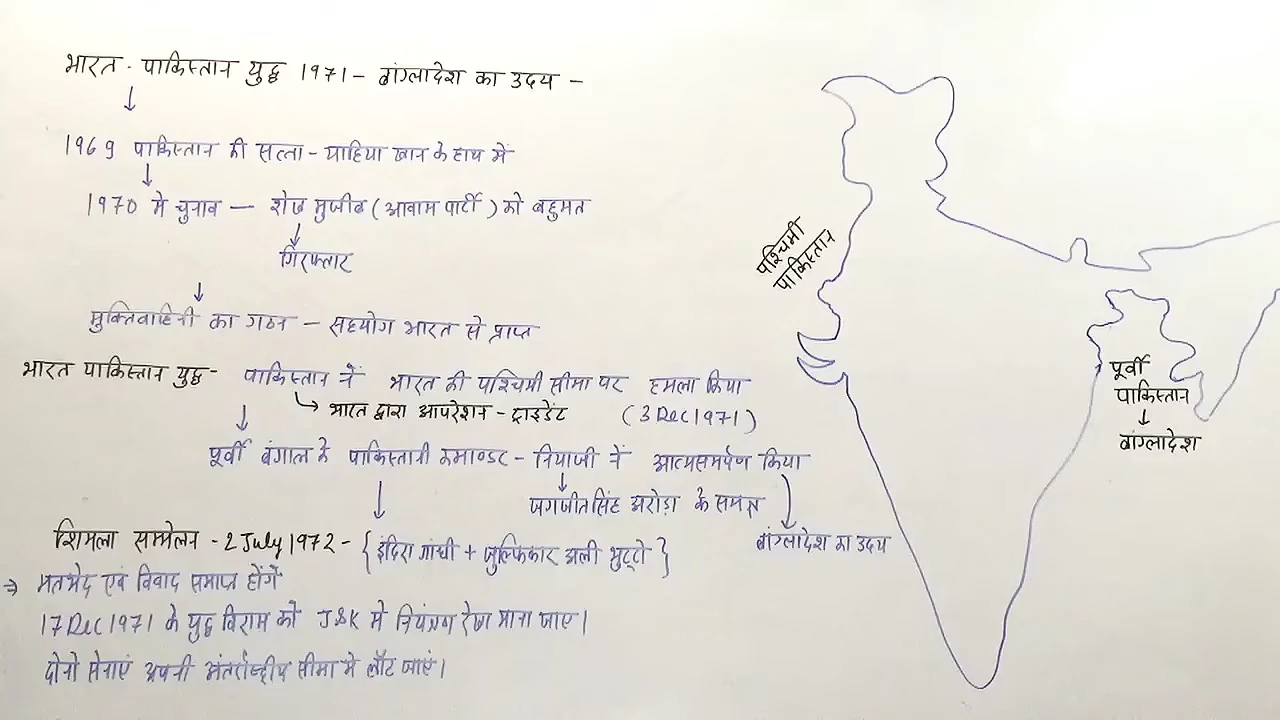 भारत - पाकिस्तान युद्ध 1971 - बांग्लादेश का उदय -
↓
1969 पाकिस्तान की सत्ता - याहिया खान के हाथ में
↓
1970 में चुनाव — शेख मुजीब (आवाम पार्टी) को बहुमत
↓
गिरफ्तार
↓
मुक्तिवाहिनी का गठन - सहयोग भारत से प्राप्त
भारत पाकिस्तान युद्ध - पाकिस्तान नें भारत की पश्चिमी सीमा पर हमला किया
↳ भारत द्वारा आपरेशन - ट्राइडेंट (3 Dec 1971)
↓
पूर्वी बंगाल के पाकिस्तानी कमाण्डर - नियाजी नें आत्मसमर्पण किया
↓
जगजीत सिंह अरोड़ा के समक्ष
बांग्लादेश का उदय
↓
शिमला सम्मेलन - 2 July 1972 - {इंदिरा गांधी + जुल्फिकार अली भुट्टो}
⇒ मतभेद एवं विवाद समाप्त होंगें
17 Dec 1971 के युद्ध विराम को J&K में नियंत्रण रेखा माना जाए।
दोनो सेनाएं अपनी अंतर्राष्ट्रीय सीमा में लौट जाएं।
पश्चिमी
पाकिस्तान
पूर्वी
पाकिस्तान
↓
बांग्लादेश